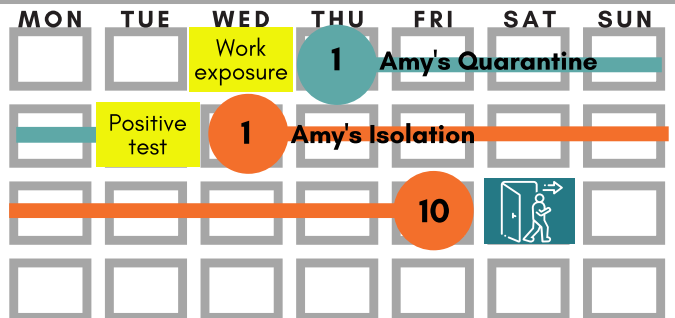 MON TUE WED THU FRI SAT SUN
Work
exposure
1
Amy's Quarantine
Positive
test
1
Amy's Isolation
10